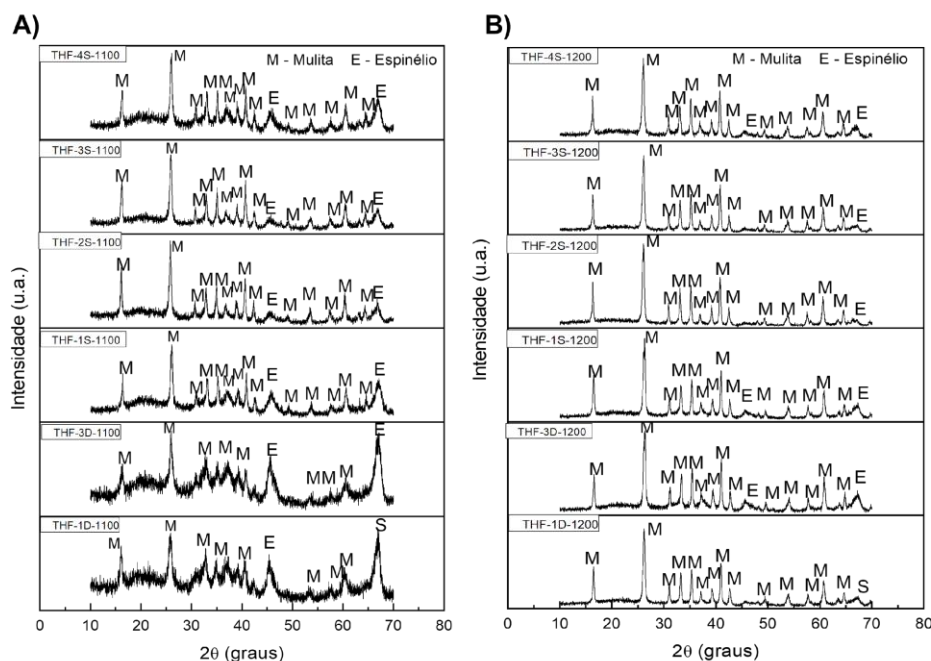 A)
THF-4S-1100
M - Mulita E - Espinélio
M M M M M M M M M E M M M M M E
THF-3S-1100
M M M M M M M M M E M M M M M E
THF-2S-1100
M M M M M M M M M E M M M M M E
THF-1S-1100
M M M M M M M M M E M M M M M E
THF-3D-1100
M M M M M E M M M E
THF-1D-1100
M M M M M E M M M S
Intensidade (u.a.)
0 10 20 30 40 50 60 70 80
2θ (graus)
B)
THF-4S-1200
M - Mulita E - Espinélio
M M M M M M M M M E M M M M M E
THF-3S-1200
M M M M M M M M M M M M M M E
THF-2S-1200
M M M M M M M M M M M M M M E
THF-1S-1200
M M M M M M M M M E M M M M M E
THF-3D-1200
M M M M M M M M M E M M M M M E
THF-1D-1200
M M M M M M M M M M M M M M S
Intensidade (u.a.)
0 10 20 30 40 50 60 70 80
2θ (graus)